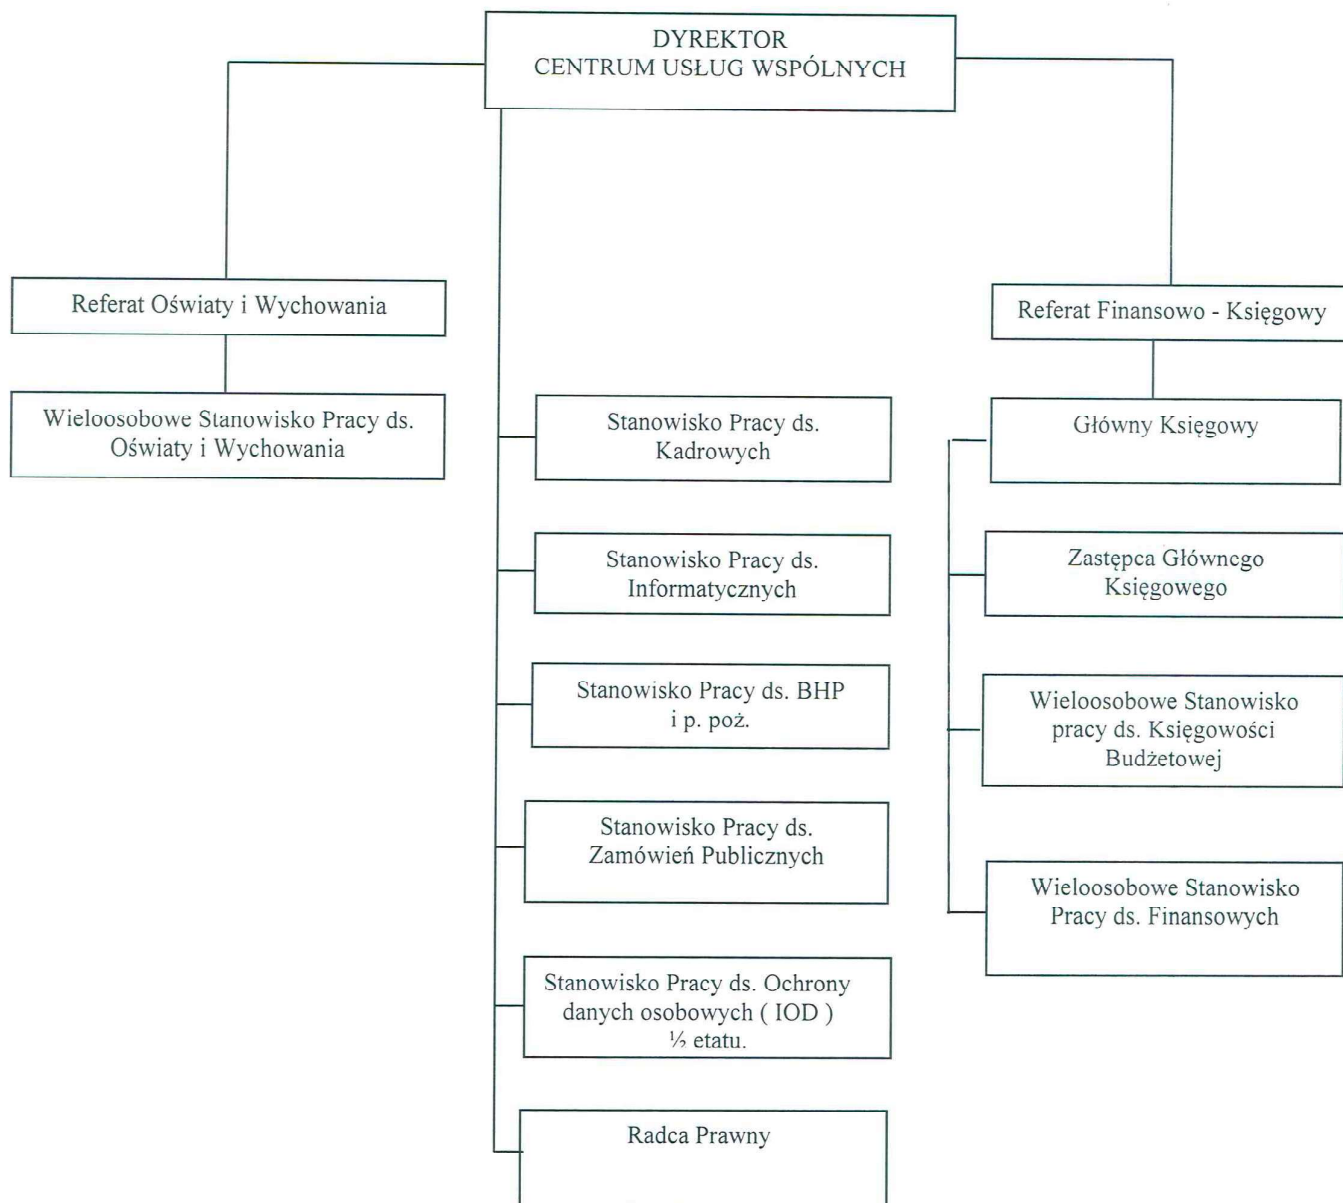 DYREKTOR
CENTRUM USŁUG WSPÓLNYCH
Referat Oświaty i Wychowania
Wieloosobowe Stanowisko Pracy ds.
Oświaty i Wychowania
Stanowisko Pracy ds.
Kadrowych
Stanowisko Pracy ds.
Informatycznych
Stanowisko Pracy ds. BHP
i p. poż.
Stanowisko Pracy ds.
Zamówień Publicznych
Stanowisko Pracy ds. Ochrony
danych osobowych ( IOD )
½ etatu.
Radca Prawny
Referat Finansowo - Księgowy
Główny Księgowy
Zastępca Głównego
Księgowego
Wieloosobowe Stanowisko
pracy ds. Księgowości
Budżetowej
Wieloosobowe Stanowisko
Pracy ds. Finansowych